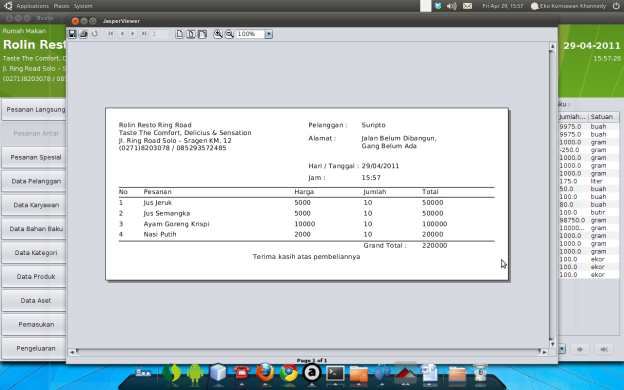 Applications Places System
Fri Apr 29, 15:57
Eko Kurniawan Khannedy
Resto
JasperViewer
Rumah Makan
Rolin Rest
Taste The Comfort, D
Jl. Ring Road Solo – S
(0271)8203078 / 08
29-04-2011
15:57:26
1
100%
Pesanan Langsung
Pesanan Antar
Pesanan Spesial
Data Pelanggan
Data Karyawan
Data Bahan Baku
Data Kategori
Data Produk
Data Aset
Pemasukan
Pengeluaran
Rolin Resto Ring Road
Taste The Comfort, Delicius & Sensation
Jl. Ring Road Solo – Sragen KM. 12
(0271)8203078 / 085293572485
Pelanggan : Suripto
Alamat : Jalan Belum Dibangun,
Gang Belum Ada
Hari / Tanggal : 29/04/2011
Jam : 15:57
No Pesanan Harga Jumlah Total
1 Jus Jeruk 5000 10 50000
2 Jus Semangka 5000 10 50000
3 Ayam Goreng Krispi 10000 10 100000
4 Nasi Putih 2000 10 20000
Grand Total : 220000
Terima kasih atas pembeliannya
Page 1 of 1
ku :
Jumlah... Satuan
9975.0 buah
9975.0 buah
1000.0 gram
-250.0 gram
1000.0 gram
1000.0 gram
1000.0 gram
175.0 liter
50.0 buah
100.0 buah
80.0 buah
100.0 butir
98750.0 gram
10000... gram
1000.0 gram
1000.0 gram
1000.0 gram
100.0 ekor
100.0 ekor
100.0 ekor